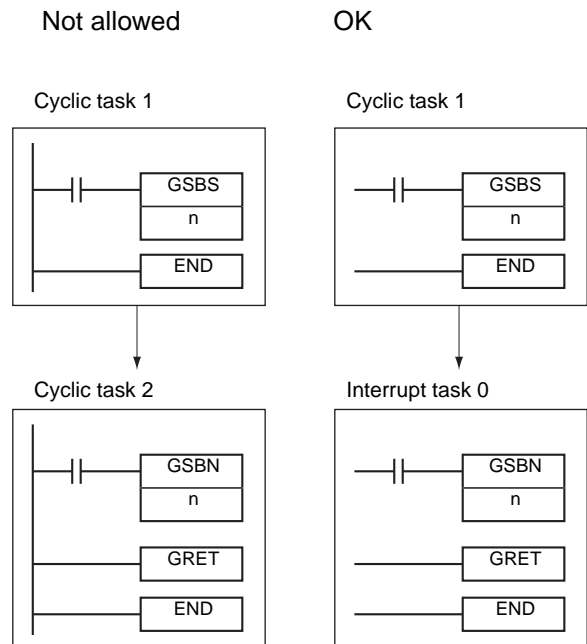 Not allowed
OK
Cyclic task 1
GSBS
n
END
Cyclic task 2
GSBN
n
GRET
END
Cyclic task 1
GSBS
n
END
Interrupt task 0
GSBN
n
GRET
END